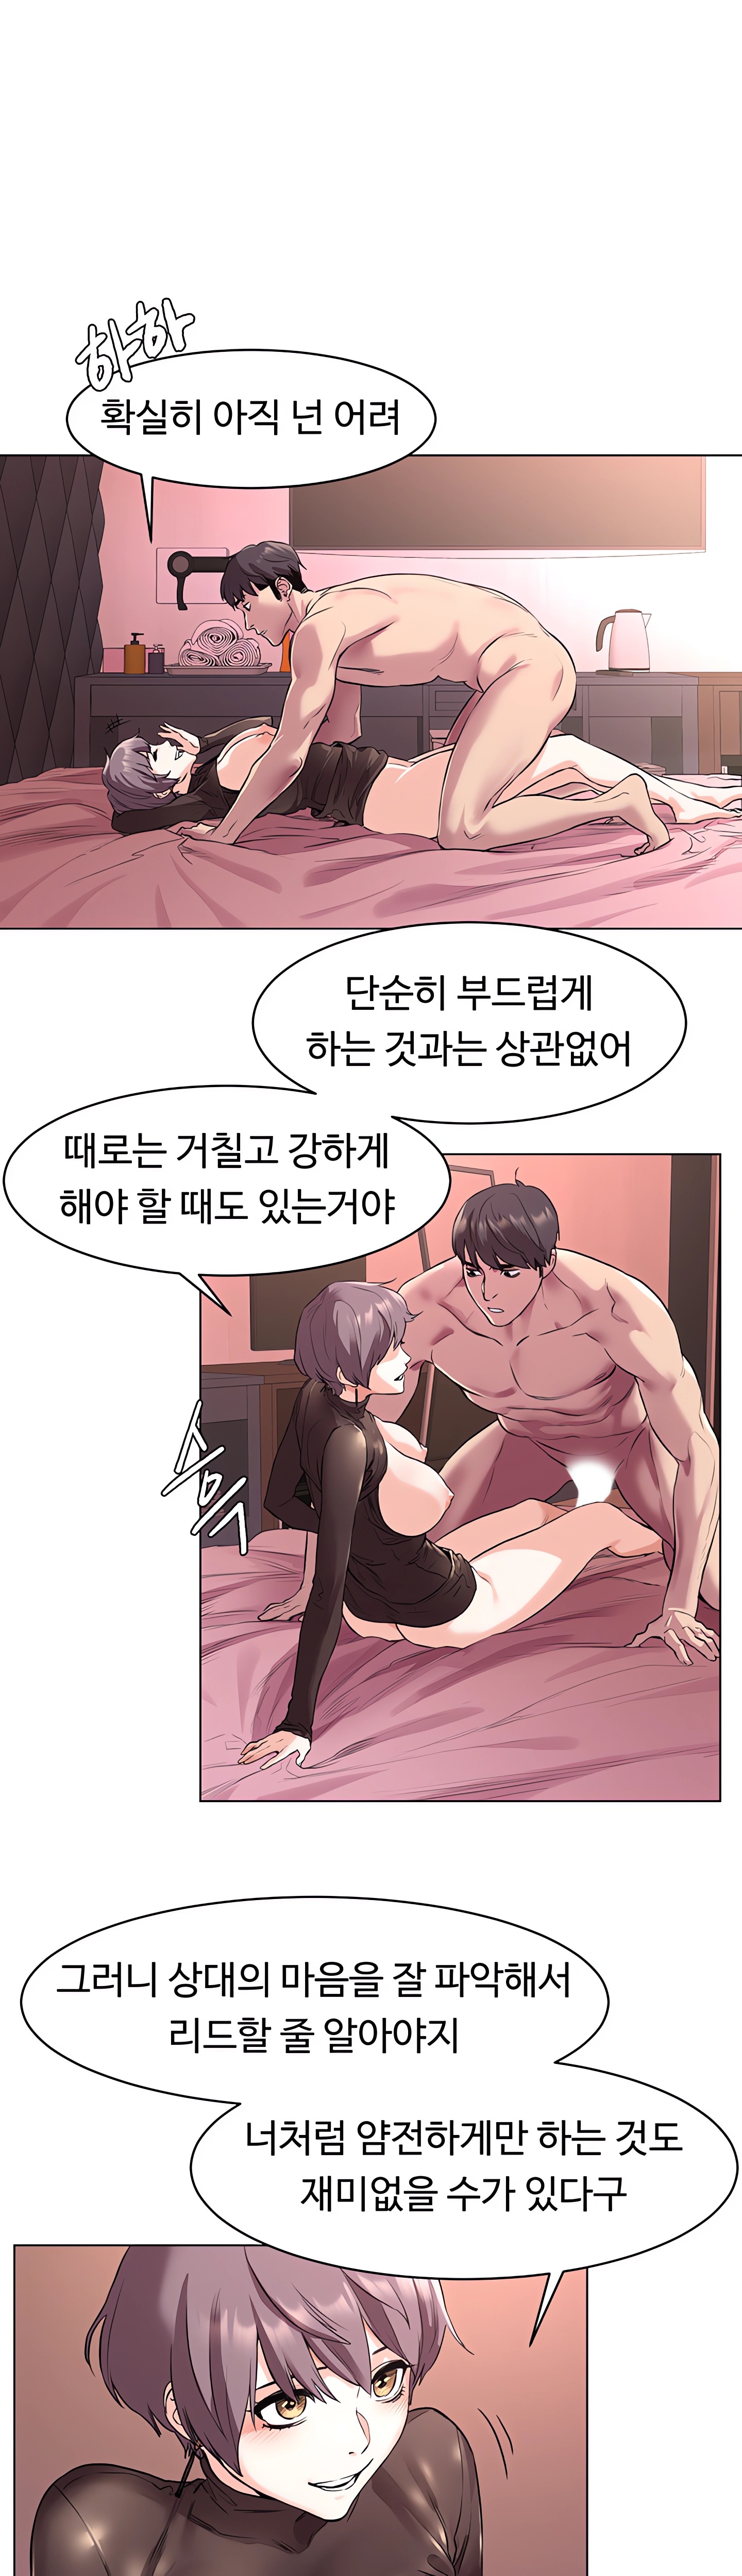 하하
확실히 아직 넌 어려
단순히 부드럽게
하는 것과는 상관없어
때로는 거칠고 강하게
해야 할 때도 있는거야
스윽
그러니 상대의 마음을 잘 파악해서
리드할 줄 알아야지
너처럼 얌전하게만 하는 것도
재미없을 수가 있다구